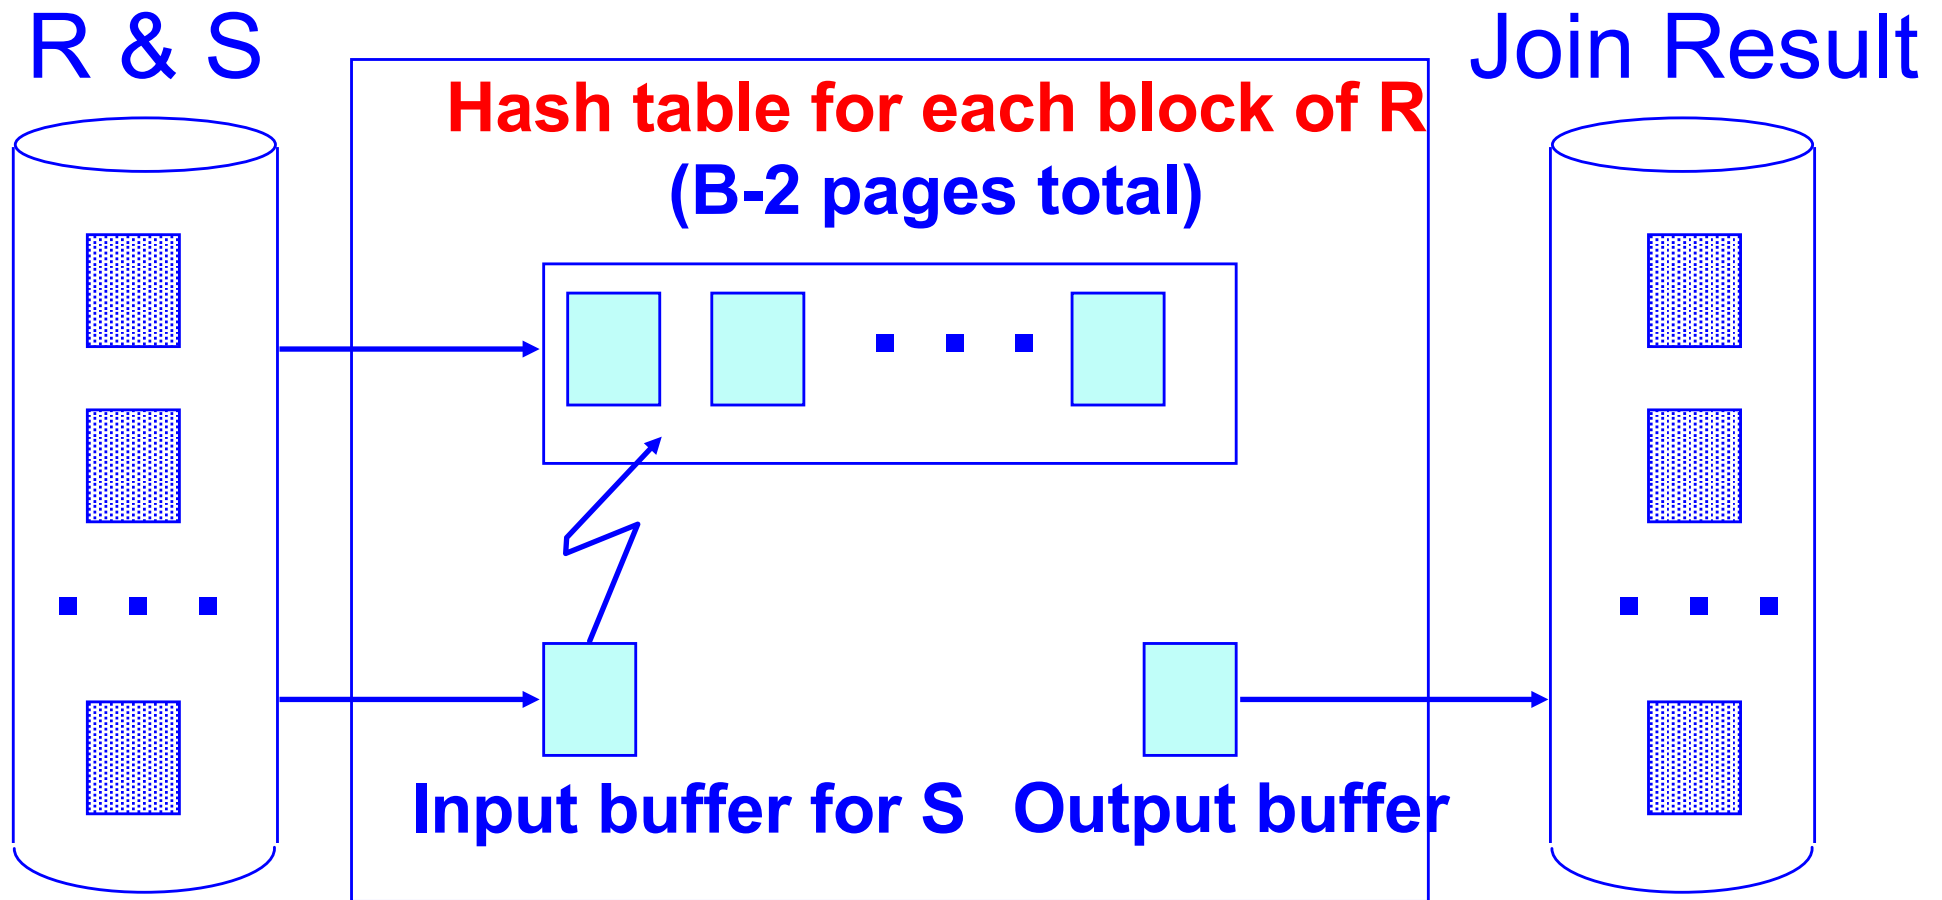 R & S
Join Result
Hash table for each block of R
(B-2 pages total)
Input buffer for S
Output buffer